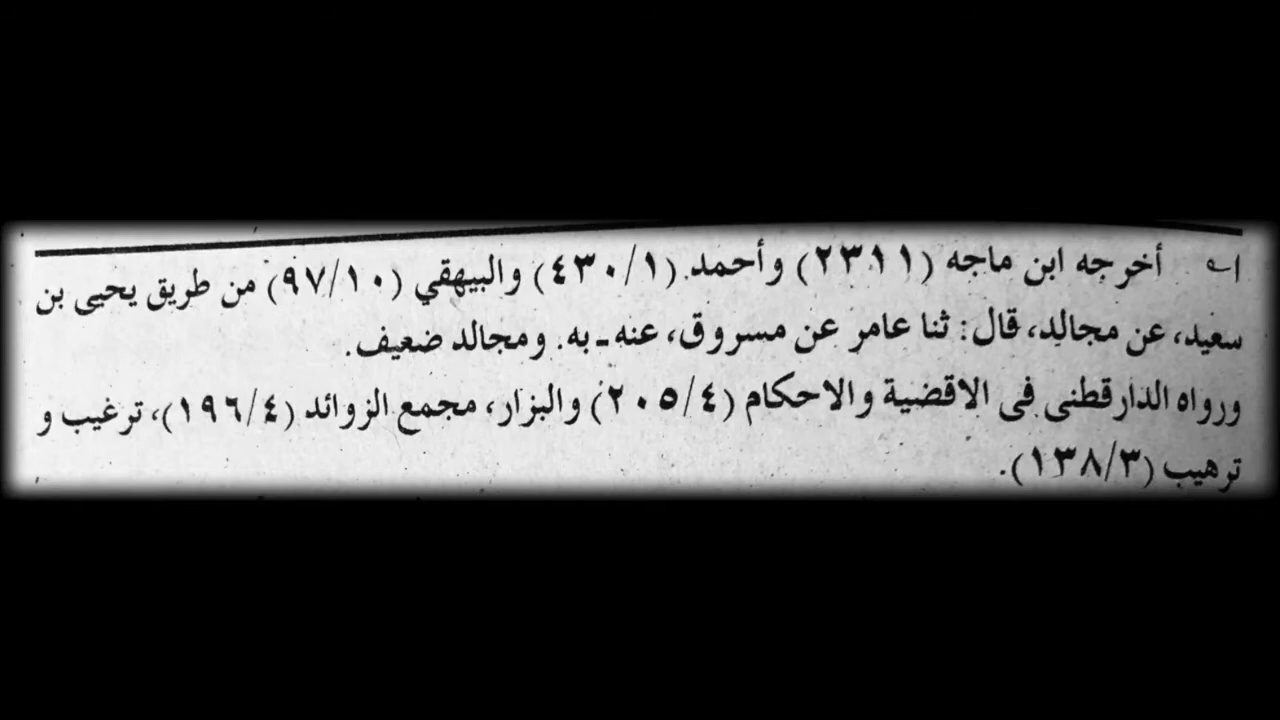 ١ـ أخرجه ابن ماجه (٢٣١١) وأحمد (٤٣٠/١) والبيهقي (٩٧/١٠) من طريق يحيى بن
سعيد، عن مجالد، قال: ثنا عامر عن مسروق، عنه ـ به. ومجالد ضعيف.
ورواه الدارقطنى فى الاقضية والاحكام (٢٠٥/٤) والبزار، مجمع الزوائد (١٩٦/٤)، ترغيب و
ترهيب (١٣٨/٣).